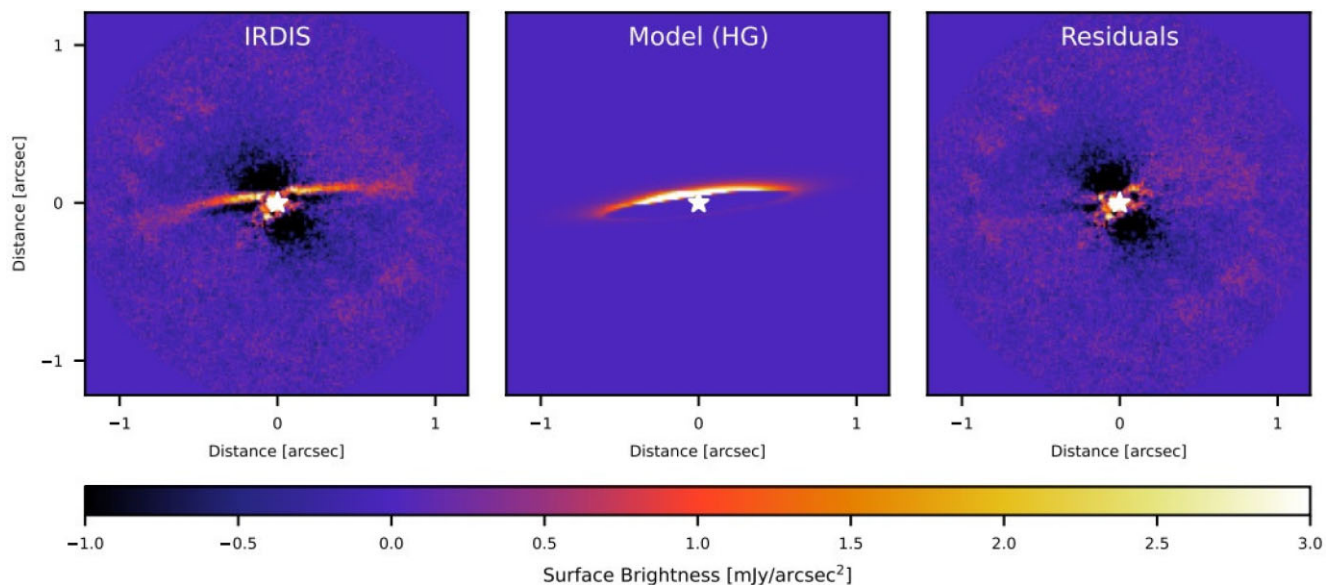 IRDIS
Model (HG)
Residuals
Distance [arcsec]
1
0
−1
−1
0
1
−1
0
1
−1
0
1
Distance [arcsec]
Distance [arcsec]
Distance [arcsec]
−1.0
−0.5
0.0
0.5
1.0
1.5
2.0
2.5
3.0
Surface Brightness [mJy/arcsec²]